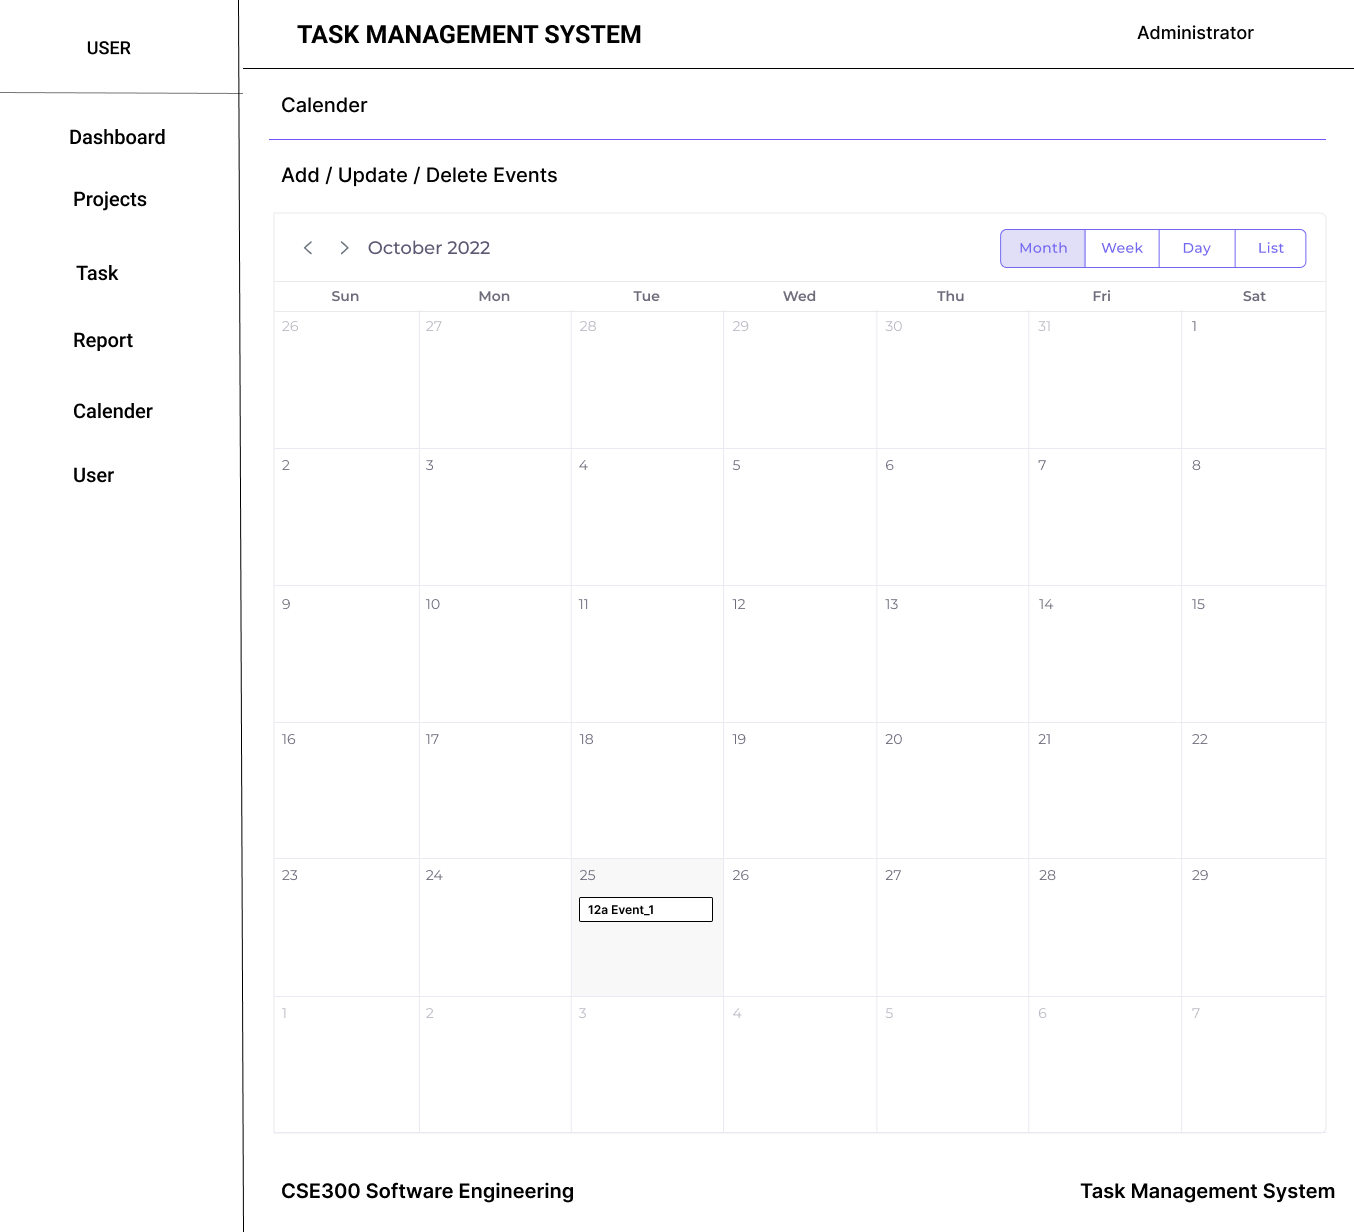 USER
TASK MANAGEMENT SYSTEM
Administrator
Dashboard
Projects
Task
Report
Calender
User
Calender
Add / Update / Delete Events
October 2022
Month Week Day List
Sun Mon Tue Wed Thu Fri Sat
26 27 28 29 30 31 1
2 3 4 5 6 7 8
9 10 11 12 13 14 15
16 17 18 19 20 21 22
23 24 25 26 27 28 29
12a Event_1
1 2 3 4 5 6 7
CSE300 Software Engineering
Task Management System